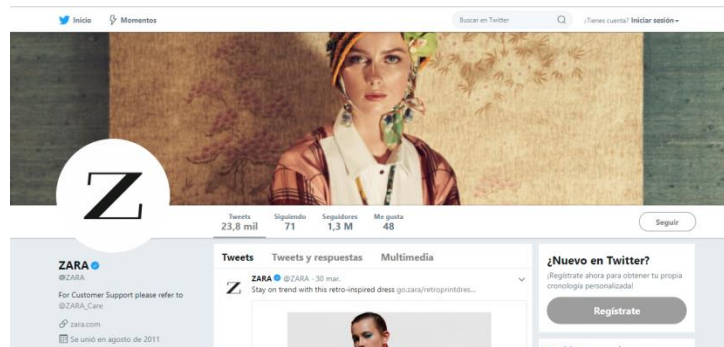 Inicio Momentos Buscar en Twitter ¿Tienes cuenta? Iniciar sesión
Z
Tweets Siguiendo Seguidores Me gusta
23,8 mil 71 1,3 M 48 Seguir
ZARA
@ZARA
For Customer Support please refer to
@ZARA_Care
zara.com
Se unió en agosto de 2011
Tweets Tweets y respuestas Multimedia
Z
ZARA @ZARA · 30 mar.
Stay on trend with this retro-inspired dress go.zara/retroprintdres...
¿Nuevo en Twitter?
¡Regístrate ahora para obtener tu propia
cronología personalizada!
Regístrate